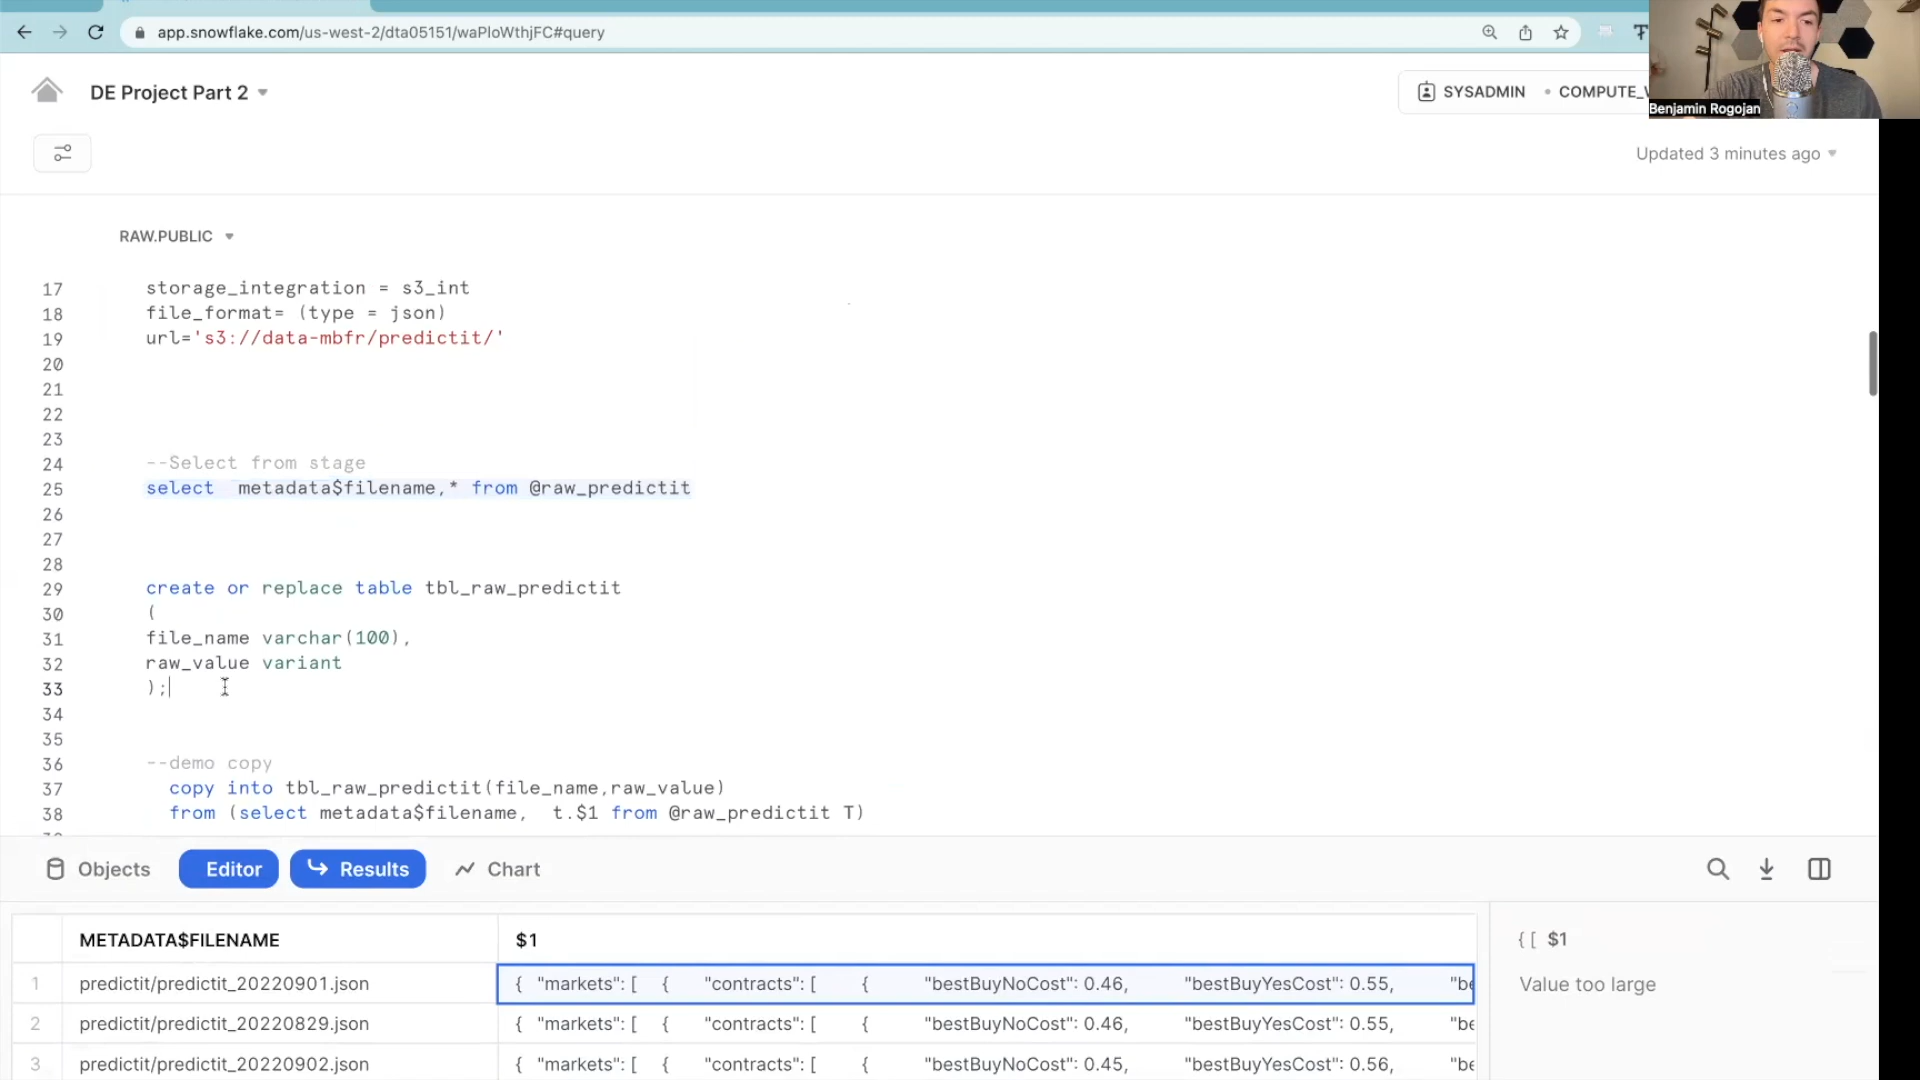 app.snowflake.com/us-west-2/dta05151/waPloWthjFC#query
DE Project Part 2
SYSADMIN • COMPUTE_
Benjamin Rogojan
Updated 3 minutes ago
RAW.PUBLIC
17 storage_integration = s3_int
18 file_format= (type = json)
19 url='s3://data-mbfr/predictit/'
20
21
22
23
24 --Select from stage
25 select metadata$filename,* from @raw_predictit
26
27
28
29 create or replace table tbl_raw_predictit
30 (
31 file_name varchar(100),
32 raw_value variant
33 );
34
35
36 --demo copy
37 copy into tbl_raw_predictit(file_name,raw_value)
38 from (select metadata$filename, t.$1 from @raw_predictit T)
Objects Editor Results Chart
METADATA$FILENAME $1
{ [ $1
1 predictit/predictit_20220901.json { "markets": [ { "contracts": [ { "bestBuyNoCost": 0.46, "bestBuyYesCost": 0.55, "be
Value too large
2 predictit/predictit_20220829.json { "markets": [ { "contracts": [ { "bestBuyNoCost": 0.46, "bestBuyYesCost": 0.55, "be
3 predictit/predictit_20220902.json { "markets": [ { "contracts": [ { "bestBuyNoCost": 0.45, "bestBuyYesCost": 0.56, "be